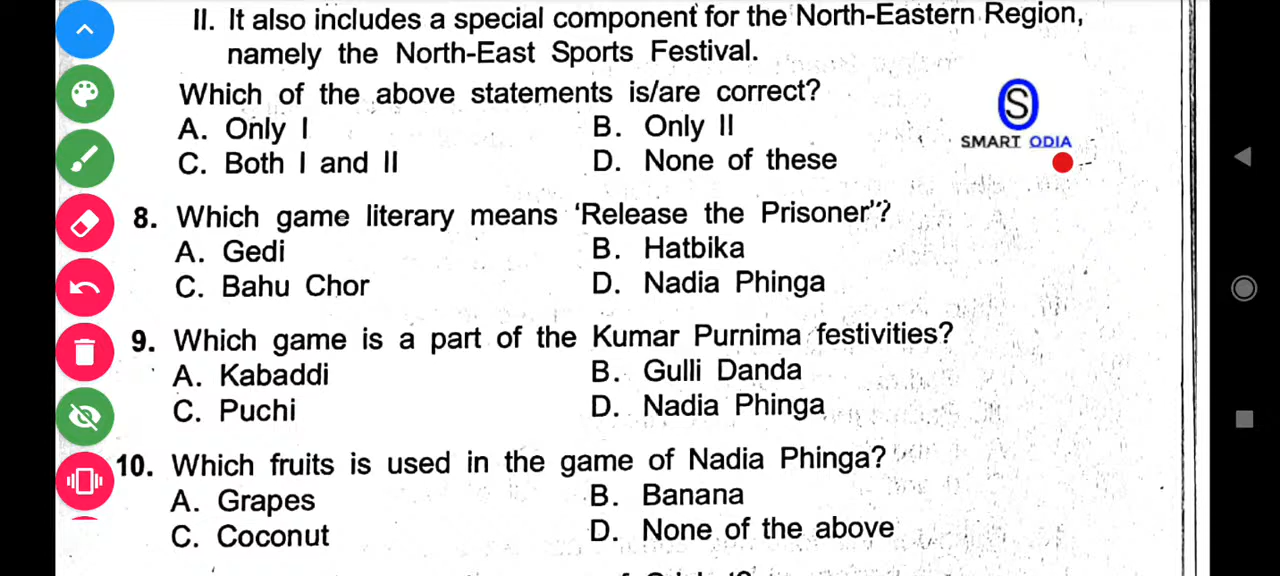 II. It also includes a special component for the North-Eastern Region,
namely the North-East Sports Festival.
Which of the above statements is/are correct?
A. Only I
B. Only II
C. Both I and II
D. None of these
SMART ODIA
8. Which game literary means ‘Release the Prisoner’?
A. Gedi
B. Hatbika
C. Bahu Chor
D. Nadia Phinga
9. Which game is a part of the Kumar Purnima festivities?
A. Kabaddi
B. Gulli Danda
C. Puchi
D. Nadia Phinga
10. Which fruits is used in the game of Nadia Phinga?
A. Grapes
B. Banana
C. Coconut
D. None of the above